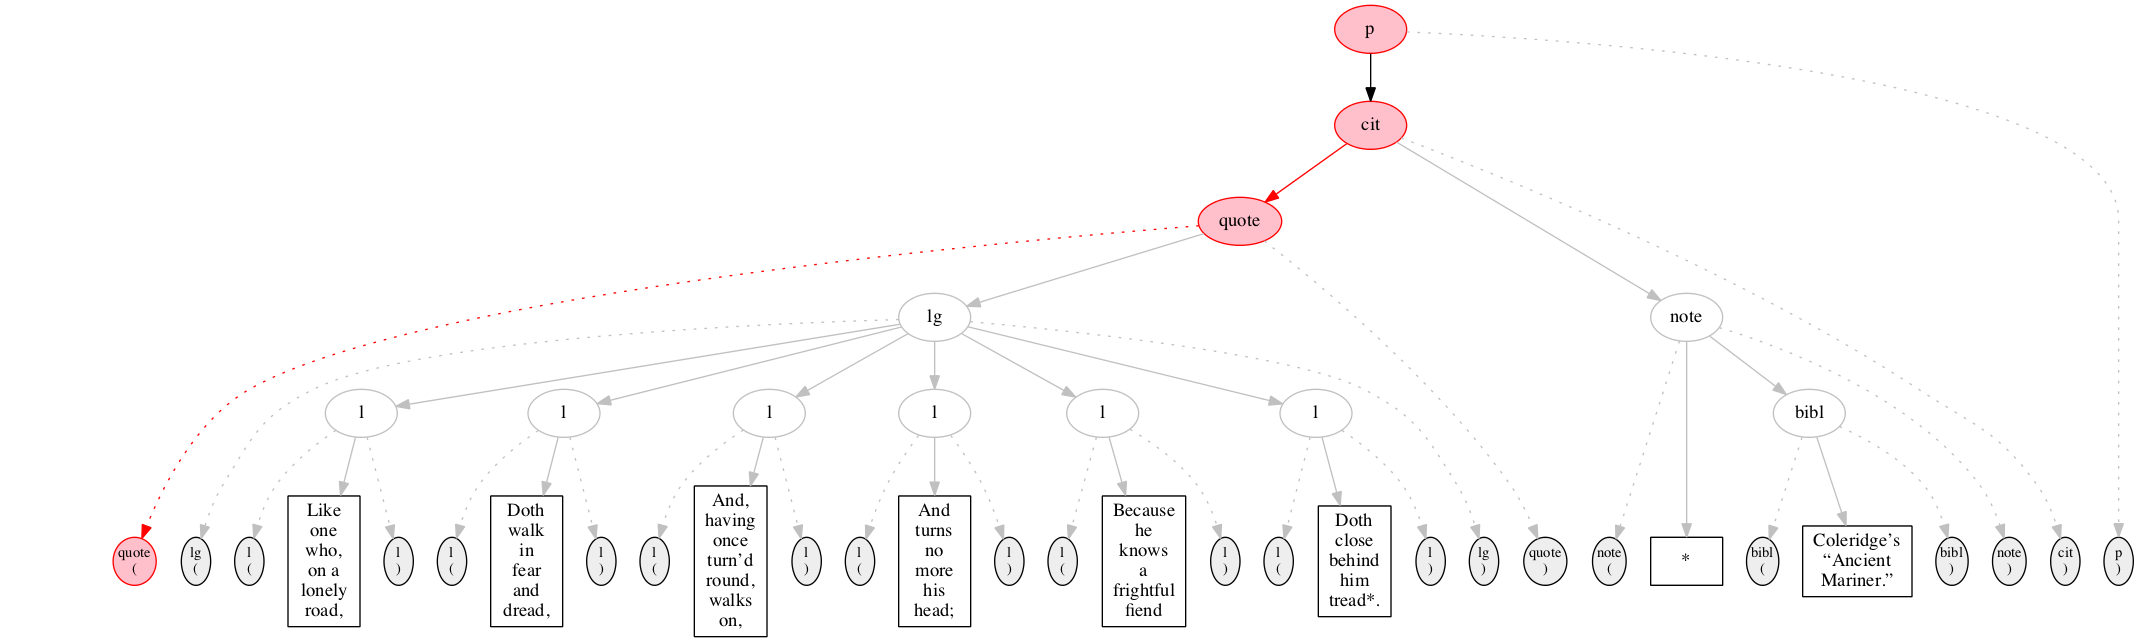 p
cit
quote
lg
note
l
l
l
l
l
l
bibl
quote
(
lg
(
l
(
Like
one
who,
on a
lonely
road,
l
)
l
(
Doth
walk
in
fear
and
dread,
l
)
l
(
And,
having
once
turn’d
round,
walks
on,
l
)
l
(
And
turns
no
more
his
head;
l
)
l
(
Because
he
knows
a
frightful
fiend
l
)
l
(
Doth
close
behind
him
tread*.
l
)
lg
)
quote
)
note
(
*
bibl
(
Coleridge’s
“Ancient
Mariner.”
bibl
)
note
)
cit
)
p
)